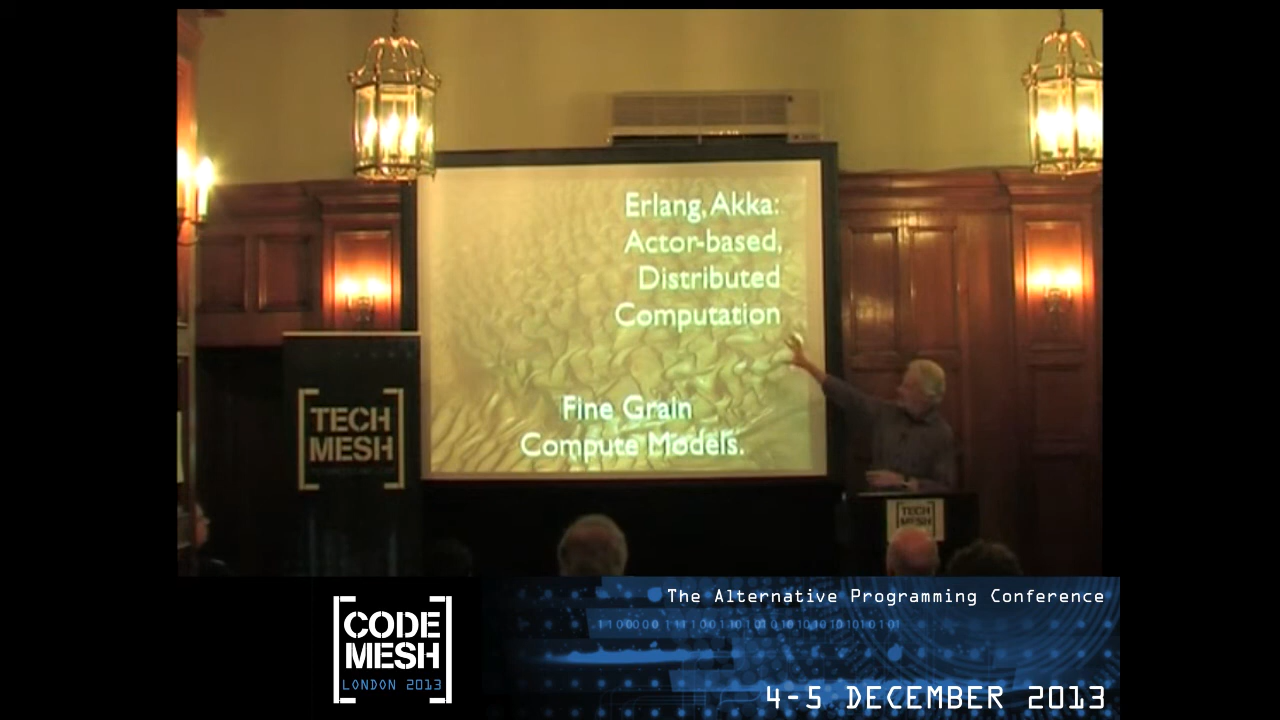 Erlang, Akka:
Actor-based,
Distributed
Computation
Fine Grain
Compute Models.
TECH
MESH
TECH
MESH
The Alternative Programming Conference
CODE
MESH
LONDON 2013
4-5 DECEMBER 2013